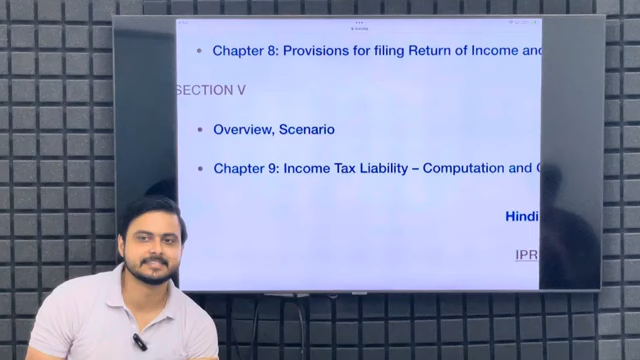 Chapter 8: Provisions for filing Return of Income and
SECTION V
Overview, Scenario
Chapter 9: Income Tax Liability – Computation and
Hindi
IPR